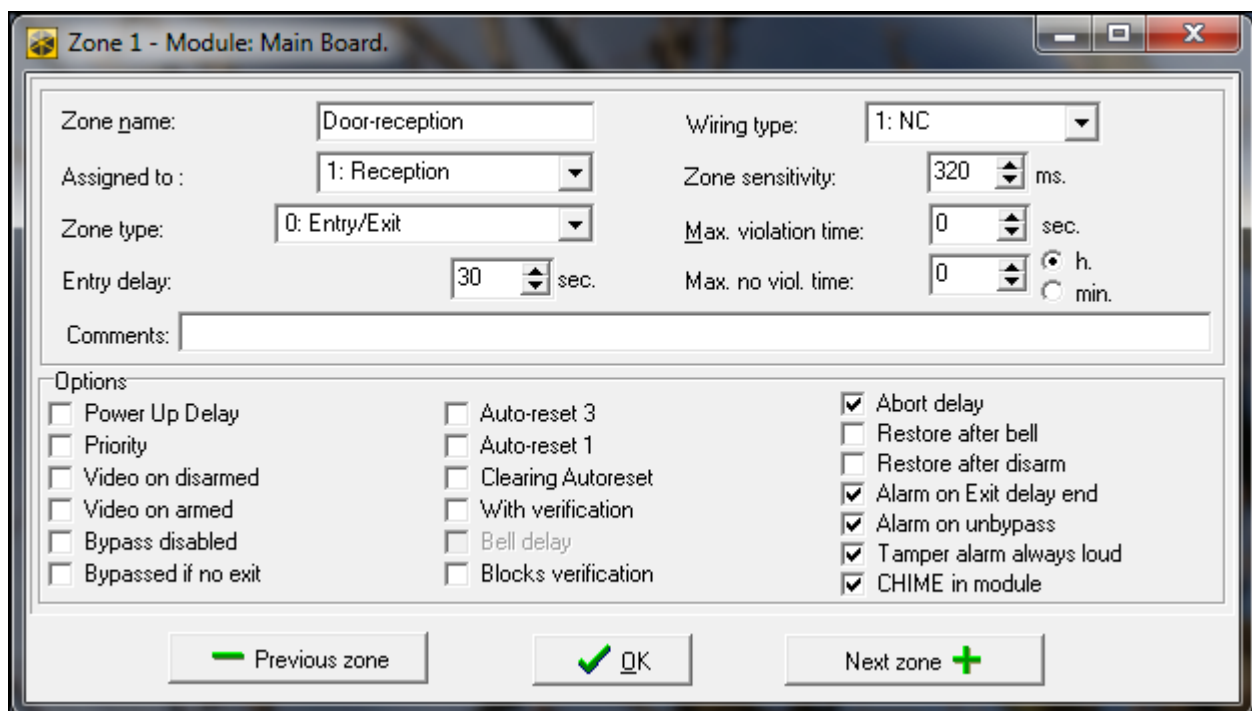 Zone 1 - Module: Main Board.
Zone name: Door-reception
Wiring type: 1: NC
Assigned to : 1: Reception
Zone sensitivity: 320 ms.
Zone type: 0: Entry/Exit
Max. violation time: 0 sec.
Entry delay: 30 sec.
Max. no viol. time: 0 h.
min.
Comments:
Options
Power Up Delay
Priority
Video on disarmed
Video on armed
Bypass disabled
Bypassed if no exit
Auto-reset 3
Auto-reset 1
Clearing Autoreset
With verification
Bell delay
Blocks verification
Abort delay
Restore after bell
Restore after disarm
Alarm on Exit delay end
Alarm on unbypass
Tamper alarm always loud
CHIME in module
Previous zone
OK
Next zone